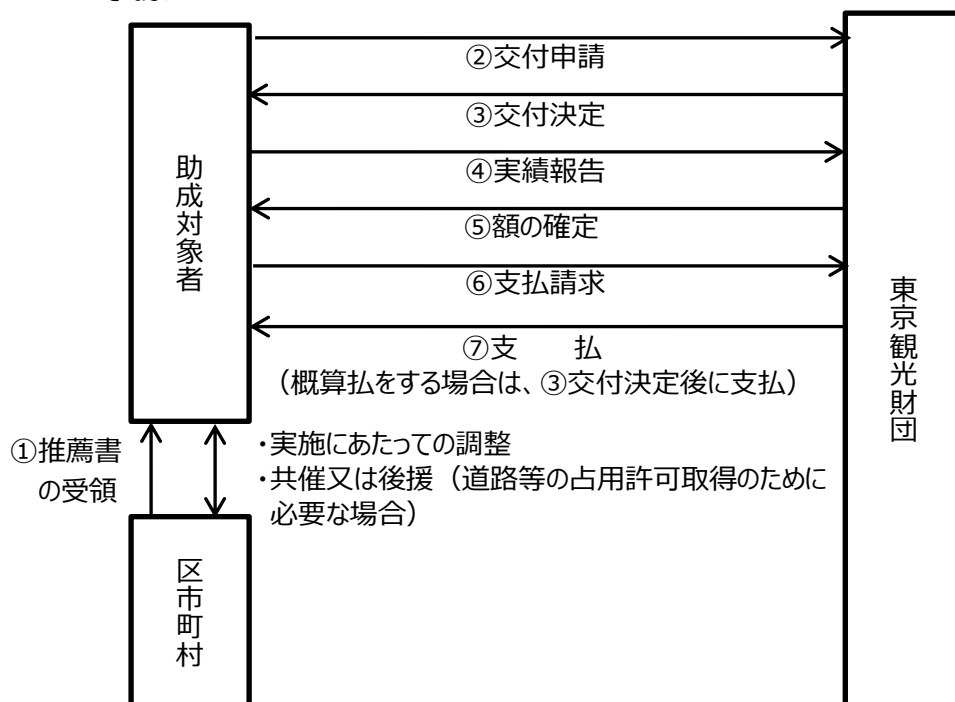 ②交付申請
③交付決定
④実績報告
⑤額の確定
⑥支払請求
⑦支　　払
（概算払をする場合は、③交付決定後に支払）
助成対象者
東京観光財団
①推薦書
の受領
・実施にあたっての調整
・共催又は後援（道路等の占用許可取得のために
必要な場合）
区市町村